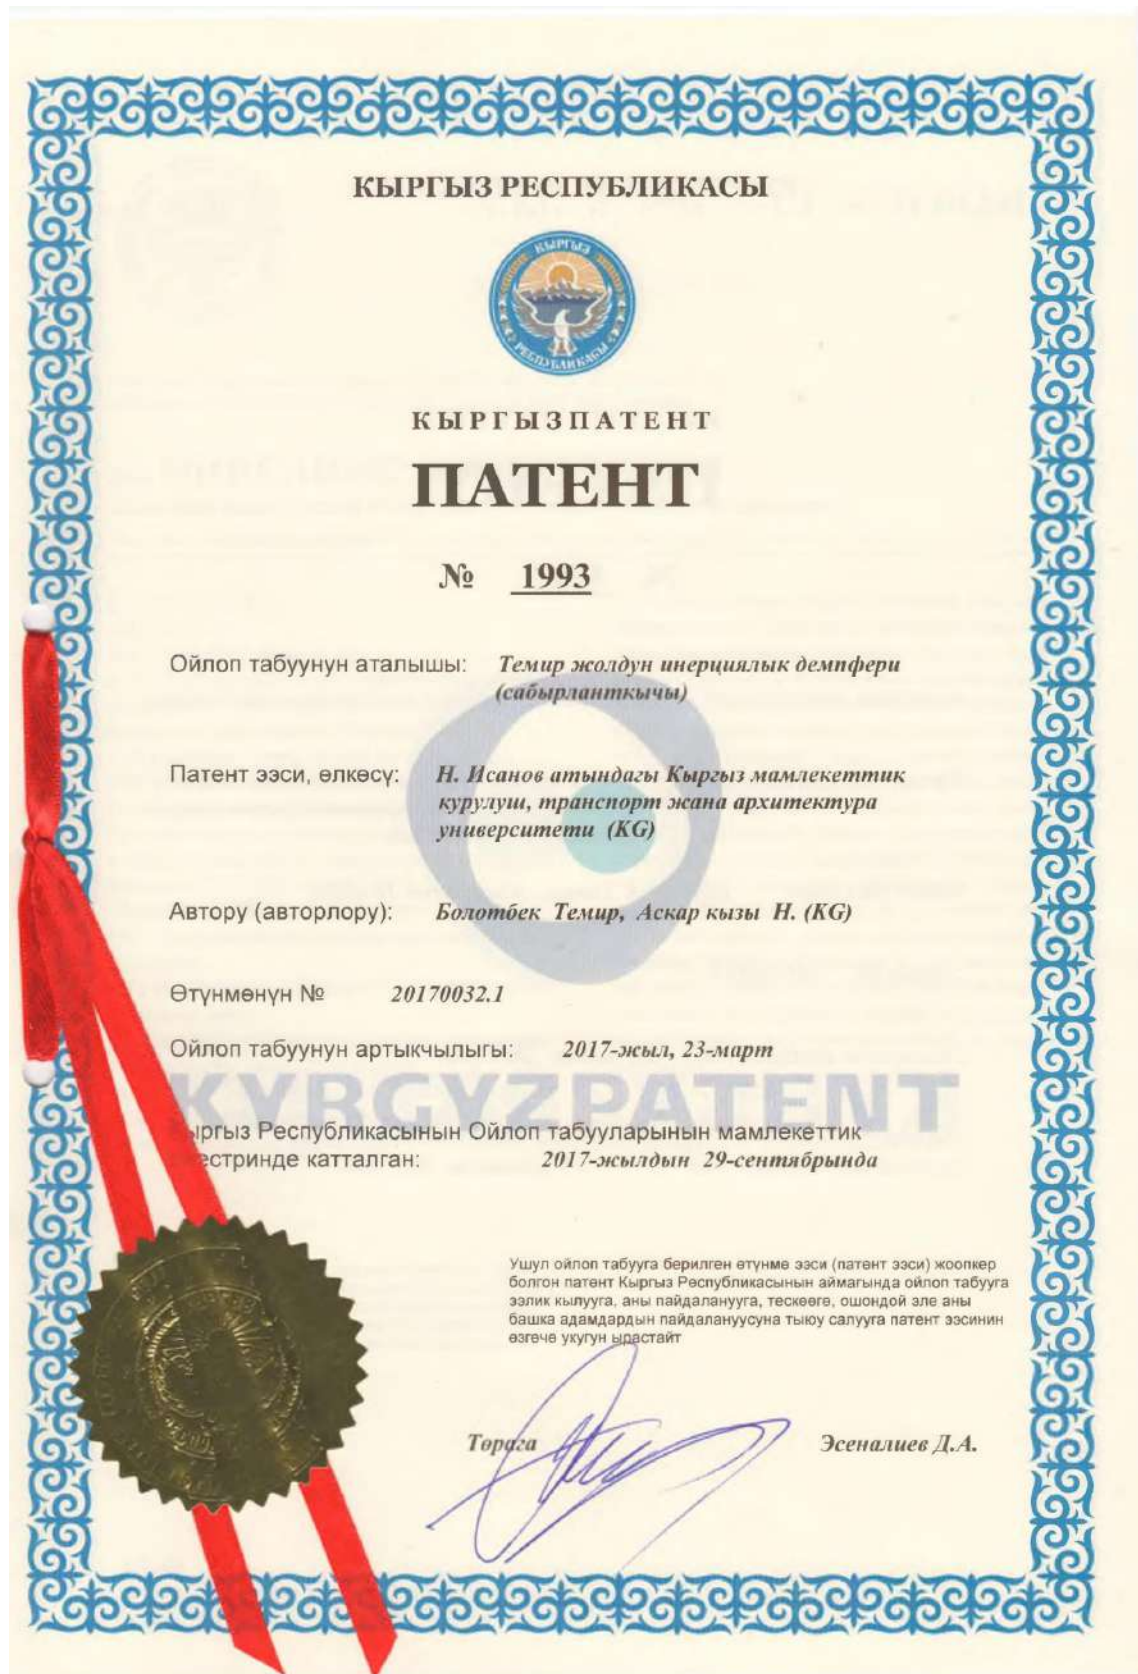 КЫРГЫЗ РЕСПУБЛИКАСЫ
КЫРГЫЗ
РЕСПУБЛИКАСЫ
КЫРГЫЗПАТЕНТ
ПАТЕНТ
№ 1993
Ойлоп табуунун аталышы: Темир жолдун инерциялык демпфери
(сабырланткычы)
Патент ээси, өлкөсү: Н. Исанов атындагы Кыргыз мамлекеттик
курулуш, транспорт жана архитектура
университети (KG)
Автору (авторлору): Болотбек Темир, Аскар кызы Н. (KG)
Өтүнмөнүн № 20170032.1
Ойлоп табуунун артыкчылыгы: 2017-жыл, 23-март
KYRGYZPATENT
ыргыз Республикасынын Ойлоп табууларынын мамлекеттик
естринде катталган: 2017-жылдын 29-сентябрында
Ушул ойлоп табууга берилген өтүнмө ээси (патент ээси) жоопкер
болгон патент Кыргыз Республикасынын аймагында ойлоп табууга
ээлик кылууга, аны пайдаланууга, тескөөгө, ошондой эле аны
башка адамдардын пайдалануусуна тыюу салууга патент ээсинин
өзгөчө укугун ырастайт
Төрага Эсеналиев Д.А.